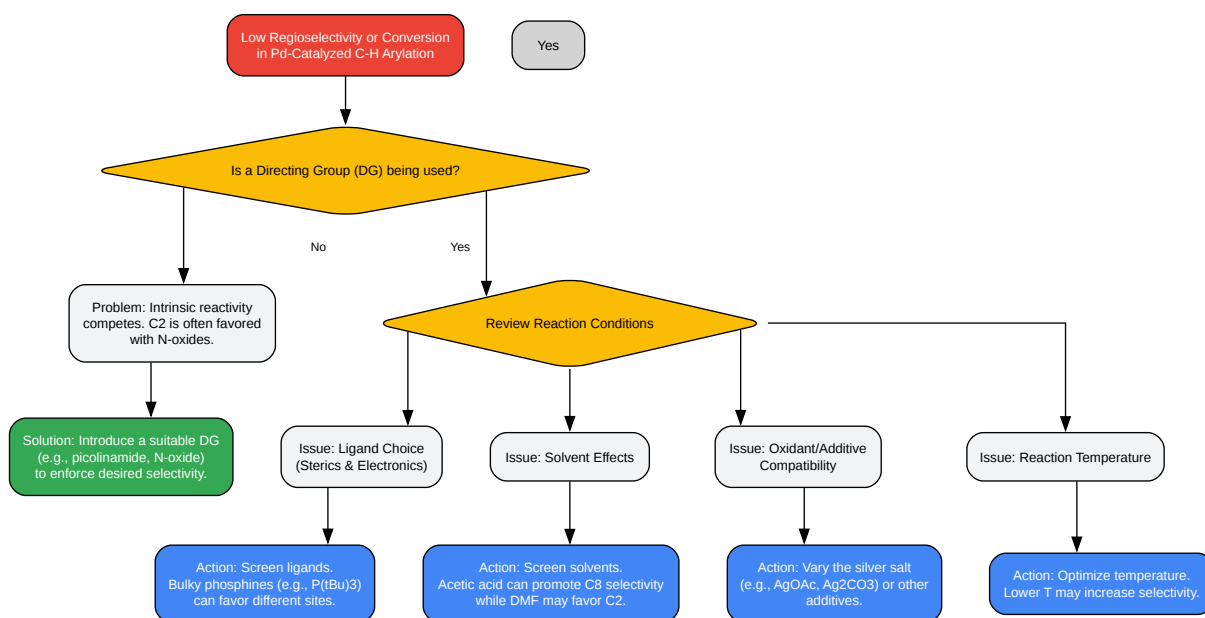 Low Regioselectivity or Conversion
in Pd-Catalyzed C-H Arylation
Yes
Is a Directing Group (DG) being used?
No
Yes
Problem: Intrinsic reactivity
competes. C2 is often favored
with N-oxides.
Review Reaction Conditions
Solution: Introduce a suitable DG
(e.g., picolinamide, N-oxide)
to enforce desired selectivity.
Issue: Ligand Choice
(Sterics & Electronics)
Issue: Solvent Effects
Issue: Oxidant/Additive
Compatibility
Issue: Reaction Temperature
Action: Screen ligands.
Bulky phosphines (e.g., P(tBu)3)
can favor different sites.
Action: Screen solvents.
Acetic acid can promote C8 selectivity
while DMF may favor C2.
Action: Vary the silver salt
(e.g., AgOAc, Ag2CO3) or other
additives.
Action: Optimize temperature.
Lower T may increase selectivity.